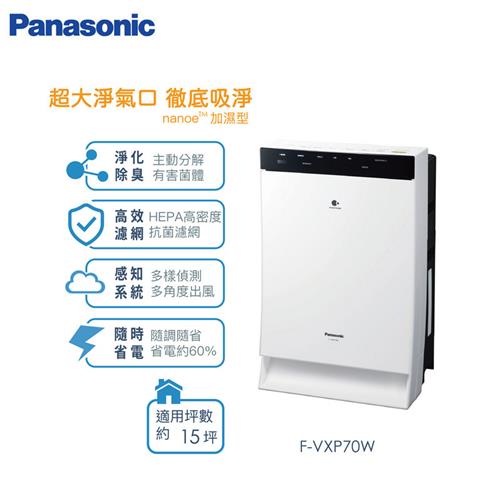 Panasonic
超大淨氣口 徹底吸淨
nanoe™ 加濕型
淨化
除臭
主動分解
有害菌體
高效
濾網
HEPA高密度
抗菌濾網
感知
系統
多樣偵測
多角度出風
隨時
省電
隨調隨省
省電約60%
適用坪數
約 15 坪
Panasonic
F-VXP70W